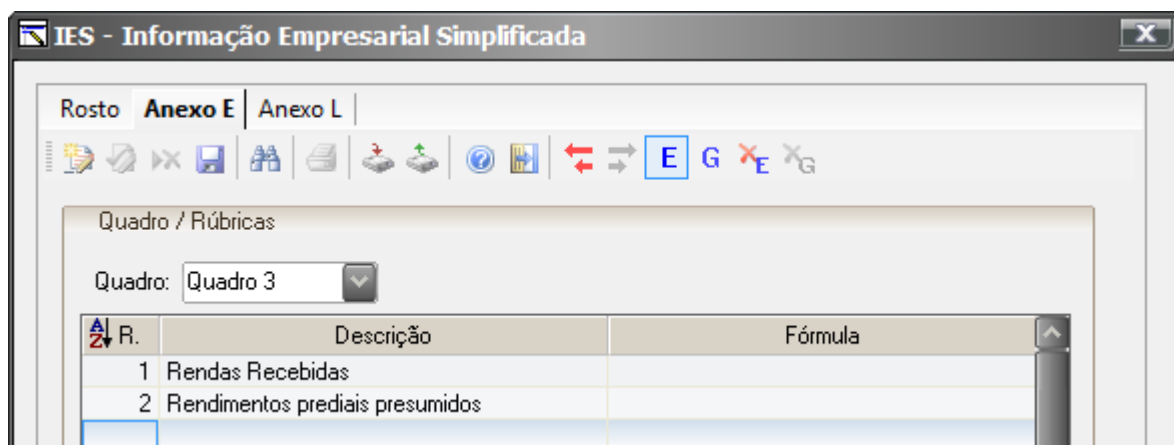 IES - Informação Empresarial Simplificada
Rosto Anexo E Anexo L
E G E G
Quadro / Rúbricas
Quadro: Quadro 3
R. Descrição Fórmula
1 Rendas Recebidas
2 Rendimentos prediais presumidos